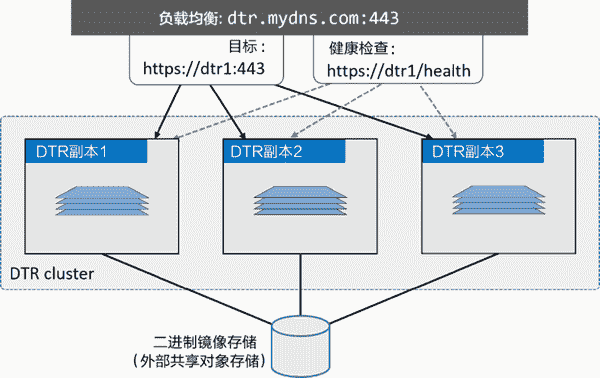 负载均衡: dtr.mydns.com:443
目标：
https://dtr1:443
健康检查：
https://dtr1/health
DTR副本1
DTR副本2
DTR副本3
DTR cluster
二进制镜像存储
（外部共享对象存储）